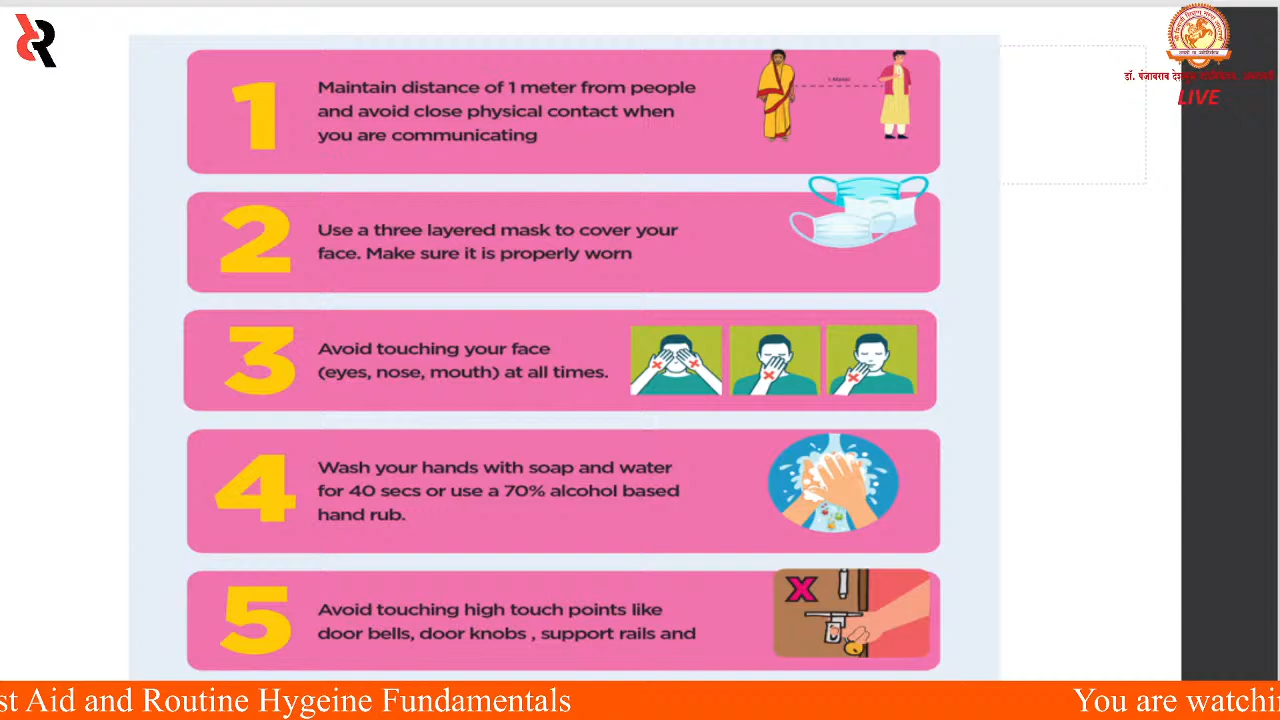 1
Maintain distance of 1 meter from people
and avoid close physical contact when
you are communicating
2
Use a three layered mask to cover your
face. Make sure it is properly worn
3
Avoid touching your face
(eyes, nose, mouth) at all times.
4
Wash your hands with soap and water
for 40 secs or use a 70% alcohol based
hand rub.
5
Avoid touching high touch points like
door bells, door knobs , support rails and
डॉ. पंजाबराव
LIVE
st Aid and Routine Hygeine Fundamentals
You are watchi